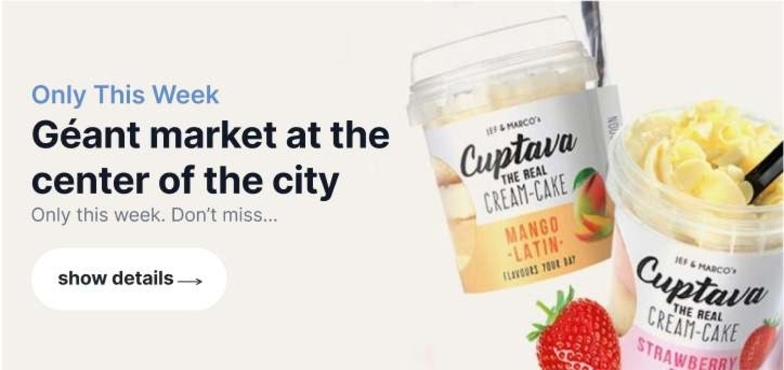 Only This Week
Géant market at the
center of the city
Only this week. Don’t miss...
show details
JEF & MARCO's
Cuptava
THE REAL
CREAM-CAKE
MANGO
-LATIN-
FLAVOURS YOUR DAY
JEF & MARCO's
Cuptava
THE REAL
CREAM-CAKE
STRAWBERRY